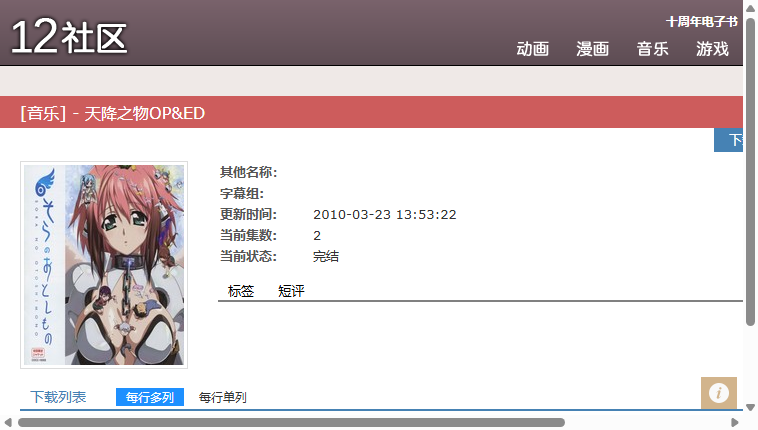 12社区
十周年电子书
动画 漫画 音乐 游戏
[音乐] - 天降之物OP&ED
其他名称:
字幕组:
更新时间: 2010-03-23 13:53:22
当前集数: 2
当前状态: 完结
标签 短评
そらのおとしもの
SORA NO OTOSHIMONO
下载列表 每行多列 每行单列